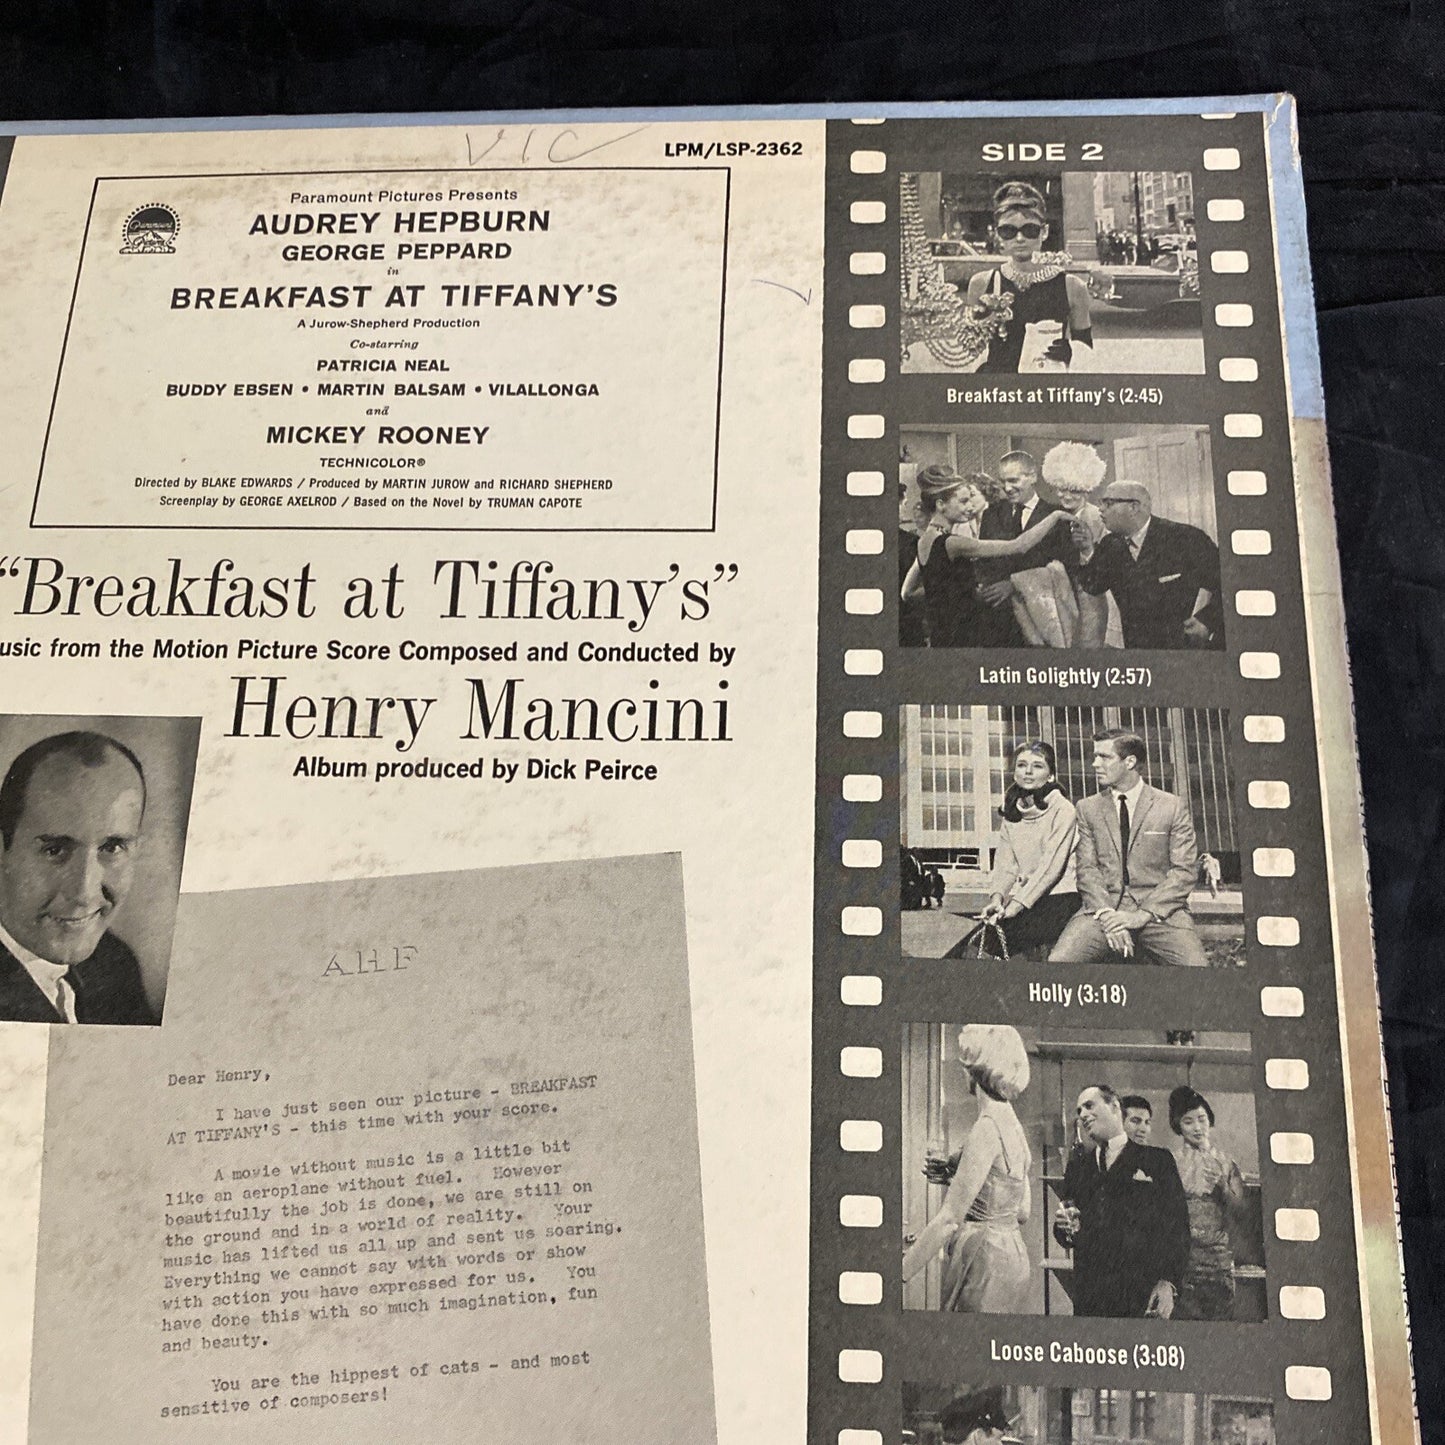 VIC
LPM/LSP-2362
Paramount Pictures Presents
AUDREY HEPBURN
GEORGE PEPPARD
in
BREAKFAST AT TIFFANY'S
A Jurow-Shepherd Production
Co-starring
PATRICIA NEAL
BUDDY EBSEN • MARTIN BALSAM • VILALLONGA
and
MICKEY ROONEY
TECHNICOLOR®
Directed by BLAKE EDWARDS / Produced by MARTIN JUROW and RICHARD SHEPHERD
Screenplay by GEORGE AXELROD / Based on the Novel by TRUMAN CAPOTE
"Breakfast at Tiffany's"
usic from the Motion Picture Score Composed and Conducted by
Henry Mancini
Album produced by Dick Peirce
AHF
Dear Henry,
I have just seen our picture - BREAKFAST
AT TIFFANY'S - this time with your score.
A movie without music is a little bit
like an aeroplane without fuel. However
beautifully the job is done, we are still on
the ground and in a world of reality. Your
music has lifted us all up and sent us soaring.
Everything we cannot say with words or show
with action you have expressed for us. You
have done this with so much imagination, fun
and beauty.
You are the hippest of cats - and most
sensitive of composers!
SIDE 2
Breakfast at Tiffany's (2:45)
Latin Golightly (2:57)
Holly (3:18)
Loose Caboose (3:08)